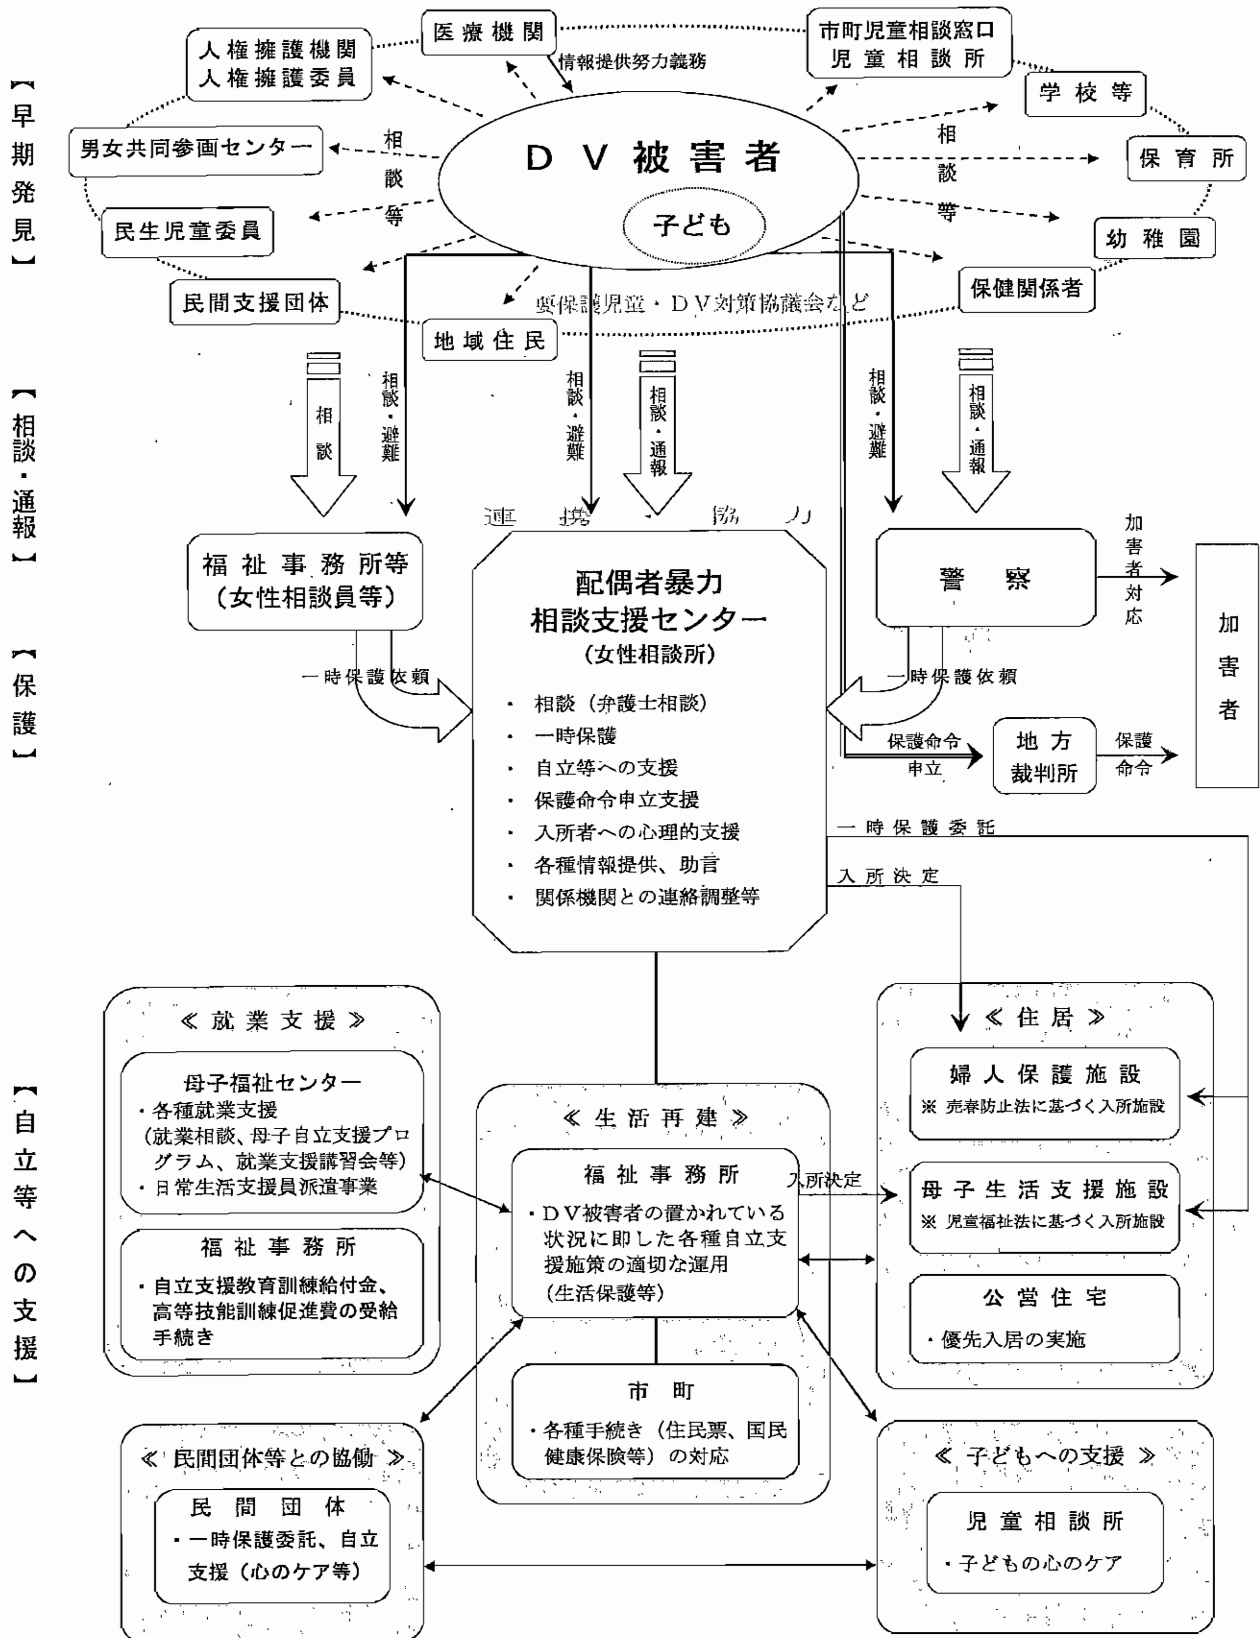 【早期発見】
人権擁護機関
人権擁護委員
医療機関
情報提供努力義務
市町児童相談窓口
児童相談所
学校等
男女共同参画センター
相談等
DV被害者
子ども
相談等
保育所
民生児童委員
幼稚園
民間支援団体
地域住民
要保護児童・DV対策協議会など
保健関係者
【相談・通報】
相談
相談・避難
相談・避難
相談・通報
相談・避難
相談・通報
連携・協力
福祉事務所等
(女性相談員等)
配偶者暴力
相談支援センター
(女性相談所)
・ 相談（弁護士相談）
・ 一時保護
・ 自立等への支援
・ 保護命令申立支援
・ 入所者への心理的支援
・ 各種情報提供、助言
・ 関係機関との連絡調整等
警察
加害者対応
加害者
【保護】
一時保護依頼
一時保護依頼
保護命令
申立
地方
裁判所
保護
命令
一時保護委託
入所決定
【自立等への支援】
≪就業支援≫
母子福祉センター
・各種就業支援
(就業相談、母子自立支援プロ
グラム、就業支援講習会等)
・日常生活支援員派遣事業
福祉事務所
・自立支援教育訓練給付金、
高等技能訓練促進費の受給
手続き
≪生活再建≫
福祉事務所
・DV被害者の置かれている
状況に即した各種自立支
援施策の適切な運用
(生活保護等)
入所決定
市町
・各種手続き（住民票、国民
健康保険等）の対応
≪住居≫
婦人保護施設
※ 売春防止法に基づく入所施設
母子生活支援施設
※ 児童福祉法に基づく入所施設
公営住宅
・優先入居の実施
≪民間団体等との協働≫
民間団体
・一時保護委託、自立
支援（心のケア等）
≪子どもへの支援≫
児童相談所
・子どもの心のケア